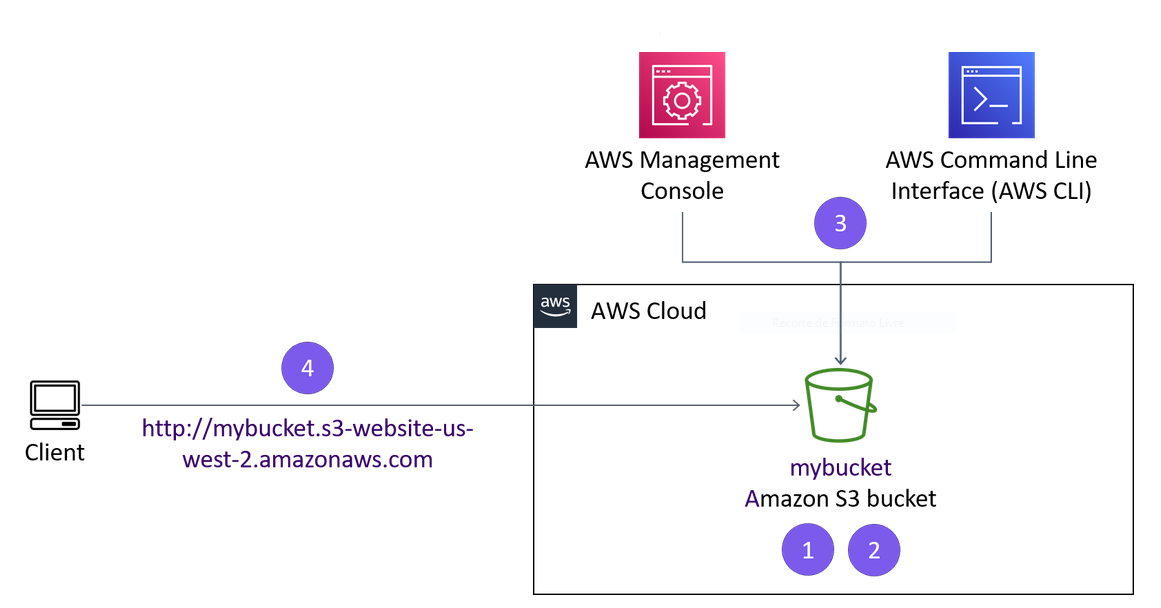 AWS Management
Console
AWS Command Line
Interface (AWS CLI)
3
aws
AWS Cloud
Recorte de Formato Livre
4
Client
http://mybucket.s3-website-us-
west-2.amazonaws.com
mybucket
Amazon S3 bucket
1
2